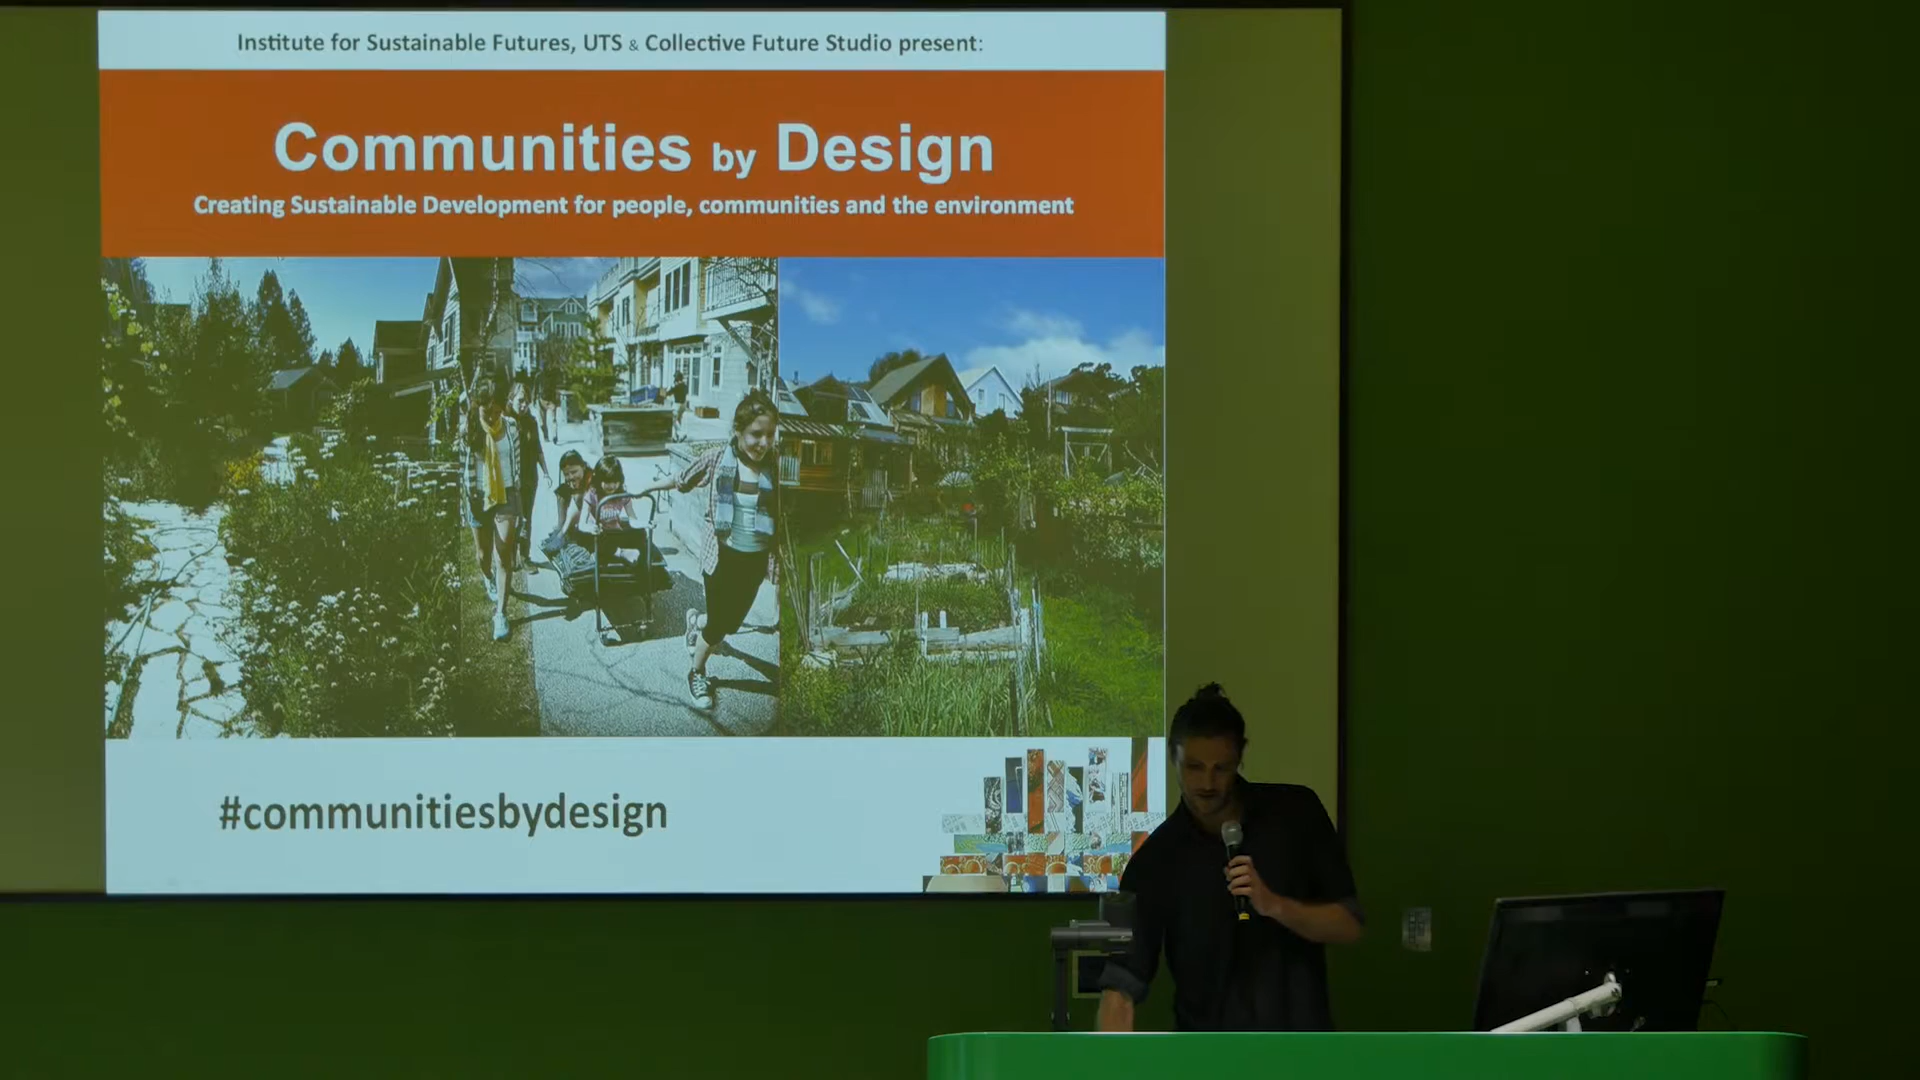 Institute for Sustainable Futures, UTS & Collective Future Studio present:
Communities by Design
Creating Sustainable Development for people, communities and the environment
#communitiesbydesign